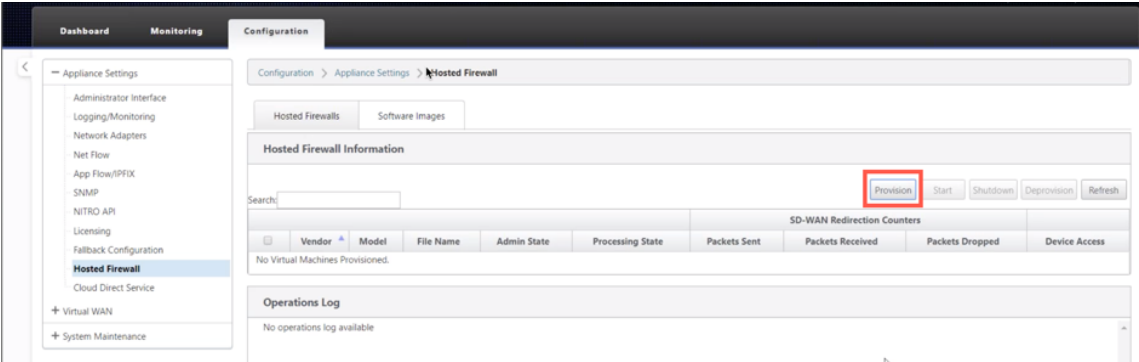 Dashboard Monitoring Configuration
Appliance Settings
Administrator Interface
Logging/Monitoring
Network Adapters
Net Flow
App Flow/IPFIX
SNMP
NITRO API
Licensing
Fallback Configuration
Hosted Firewall
Cloud Direct Service
Virtual WAN
System Maintenance
Configuration > Appliance Settings > Hosted Firewall
Hosted Firewalls Software Images
Hosted Firewall Information
Provision Start Shutdown Deprovision Refresh
Search:
SD-WAN Redirection Counters
Vendor Model File Name Admin State Processing State Packets Sent Packets Received Packets Dropped Device Access
No Virtual Machines Provisioned.
Operations Log
No operations log available